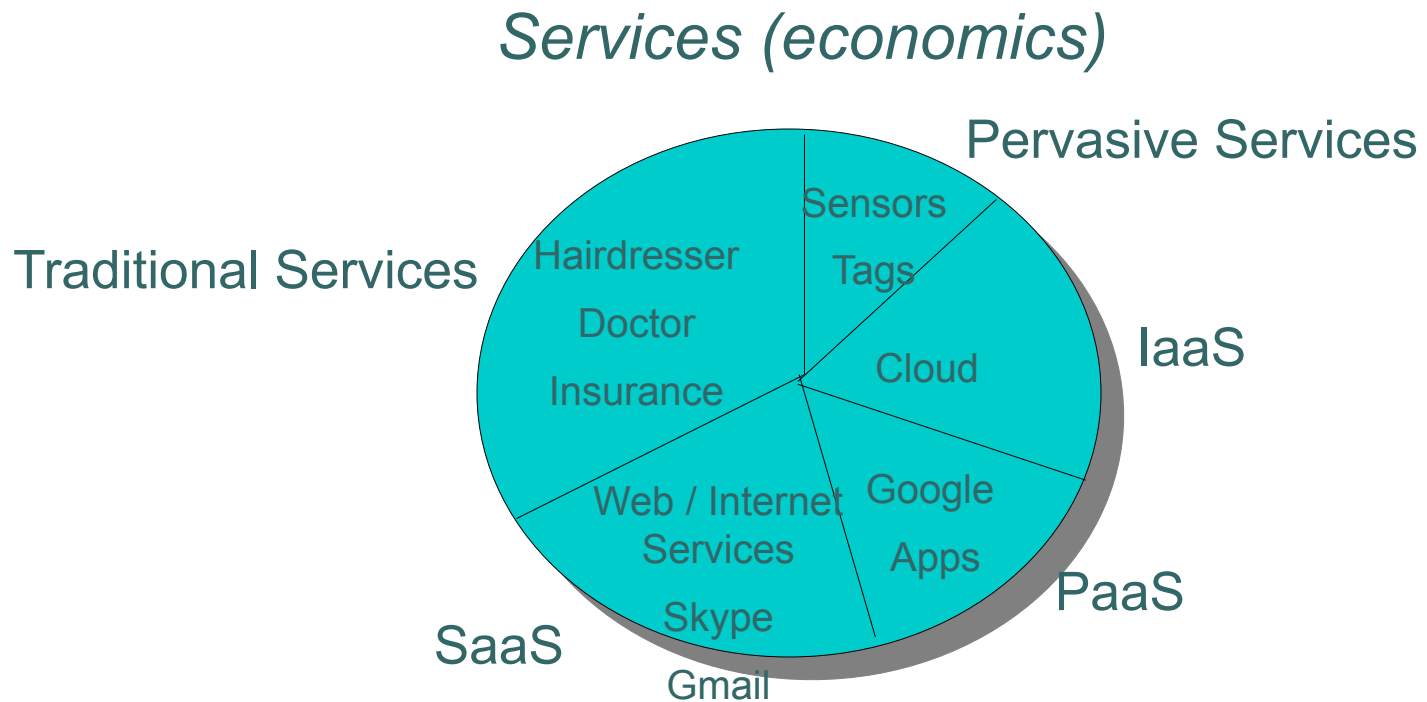 Services (economics)
Pervasive Services
Sensors
Tags
Traditional Services
Hairdresser
Doctor
Insurance
IaaS
Cloud
Google
Apps
PaaS
Web / Internet
Services
Skype
Gmail
SaaS